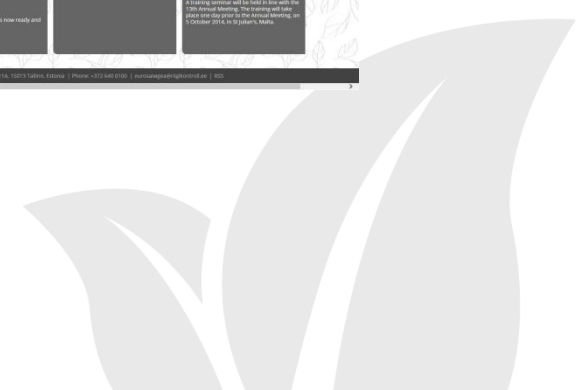 A training seminar will be held in line with the
13th Annual Meeting. The training will take
place one day prior to the Annual Meeting, on
5 October 2014, in St Julian's, Malta.
s now ready and
15013 Tallinn, Estonia | Phone: +372 640 0100 | | RSS